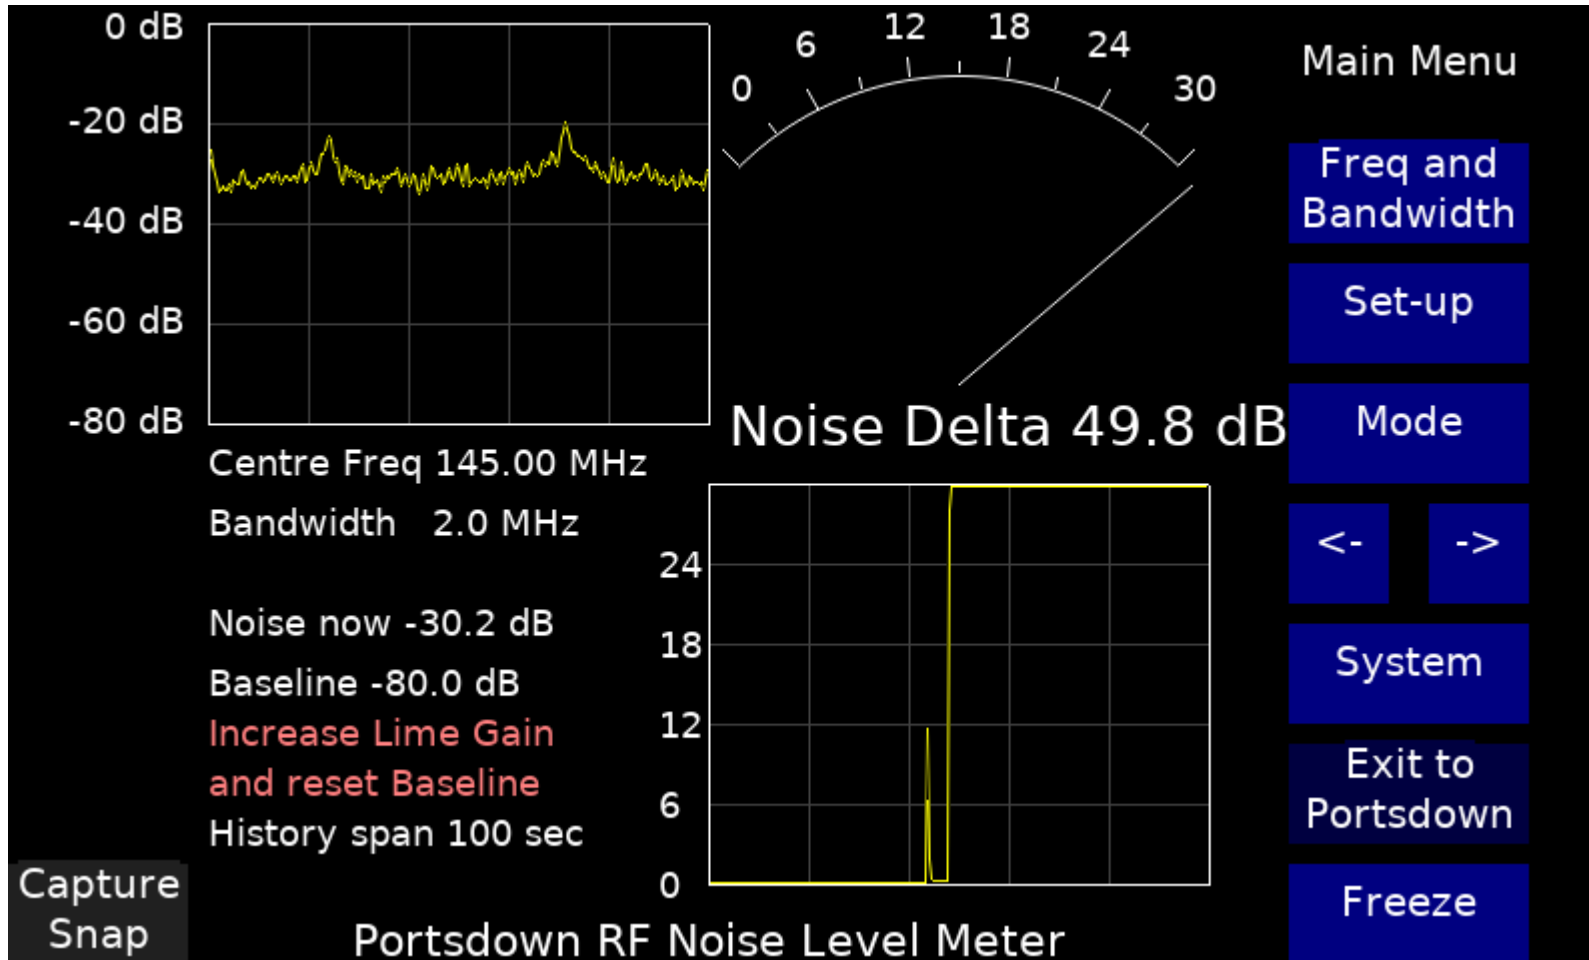 0 dB
-20 dB
-40 dB
-60 dB
-80 dB
0
6
12
18
24
30
Noise Delta 49.8 dB
Centre Freq 145.00 MHz
Bandwidth 2.0 MHz
Noise now -30.2 dB
Baseline -80.0 dB
Increase Lime Gain
and reset Baseline
History span 100 sec
24
18
12
6
0
Capture
Snap
Portsdown RF Noise Level Meter
Main Menu
Freq and
Bandwidth
Set-up
Mode
<- ->
System
Exit to
Portsdown
Freeze